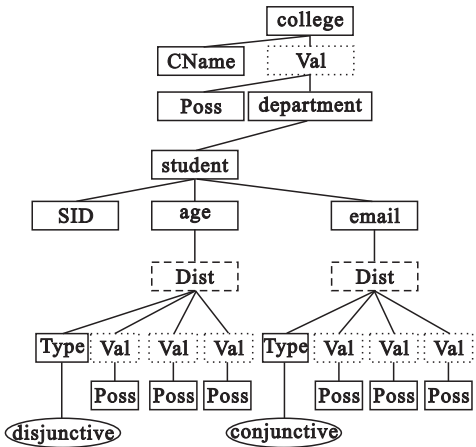 college
CName Val
Poss department
student
SID age email
Dist Dist
Type Val Val Val Type Val Val Val
Poss Poss Poss Poss Poss Poss
disjunctive conjunctive